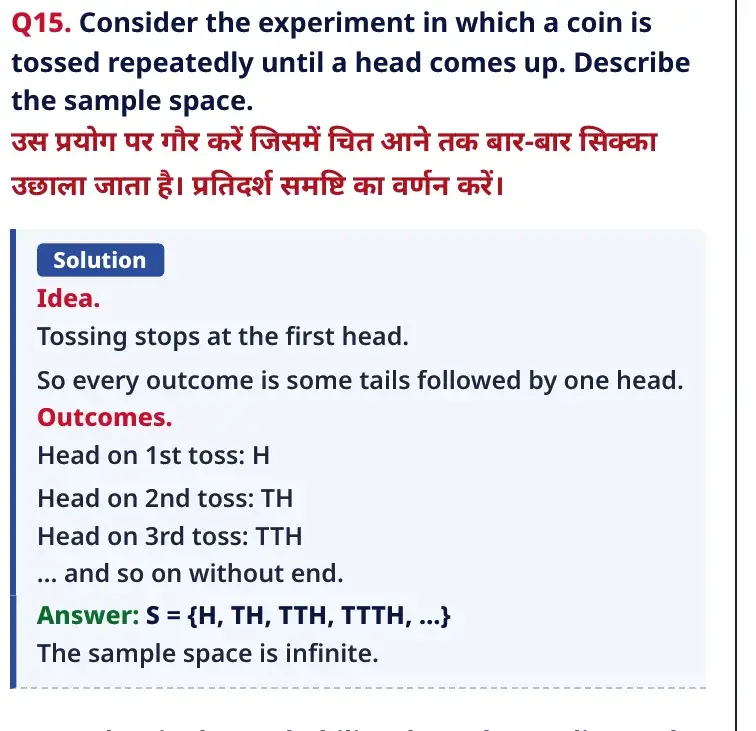 Q15. Consider the experiment in which a coin is
tossed repeatedly until a head comes up. Describe
the sample space.
उस प्रयोग पर गौर करें जिसमें चित आने तक बार-बार सिक्का
उछाला जाता है। प्रतिदर्श समष्टि का वर्णन करें।
Solution
Idea.
Tossing stops at the first head.
So every outcome is some tails followed by one head.
Outcomes.
Head on 1st toss: H
Head on 2nd toss: TH
Head on 3rd toss: TTH
... and so on without end.
Answer: S = {H, TH, TTH, TTTH, ...}
The sample space is infinite.